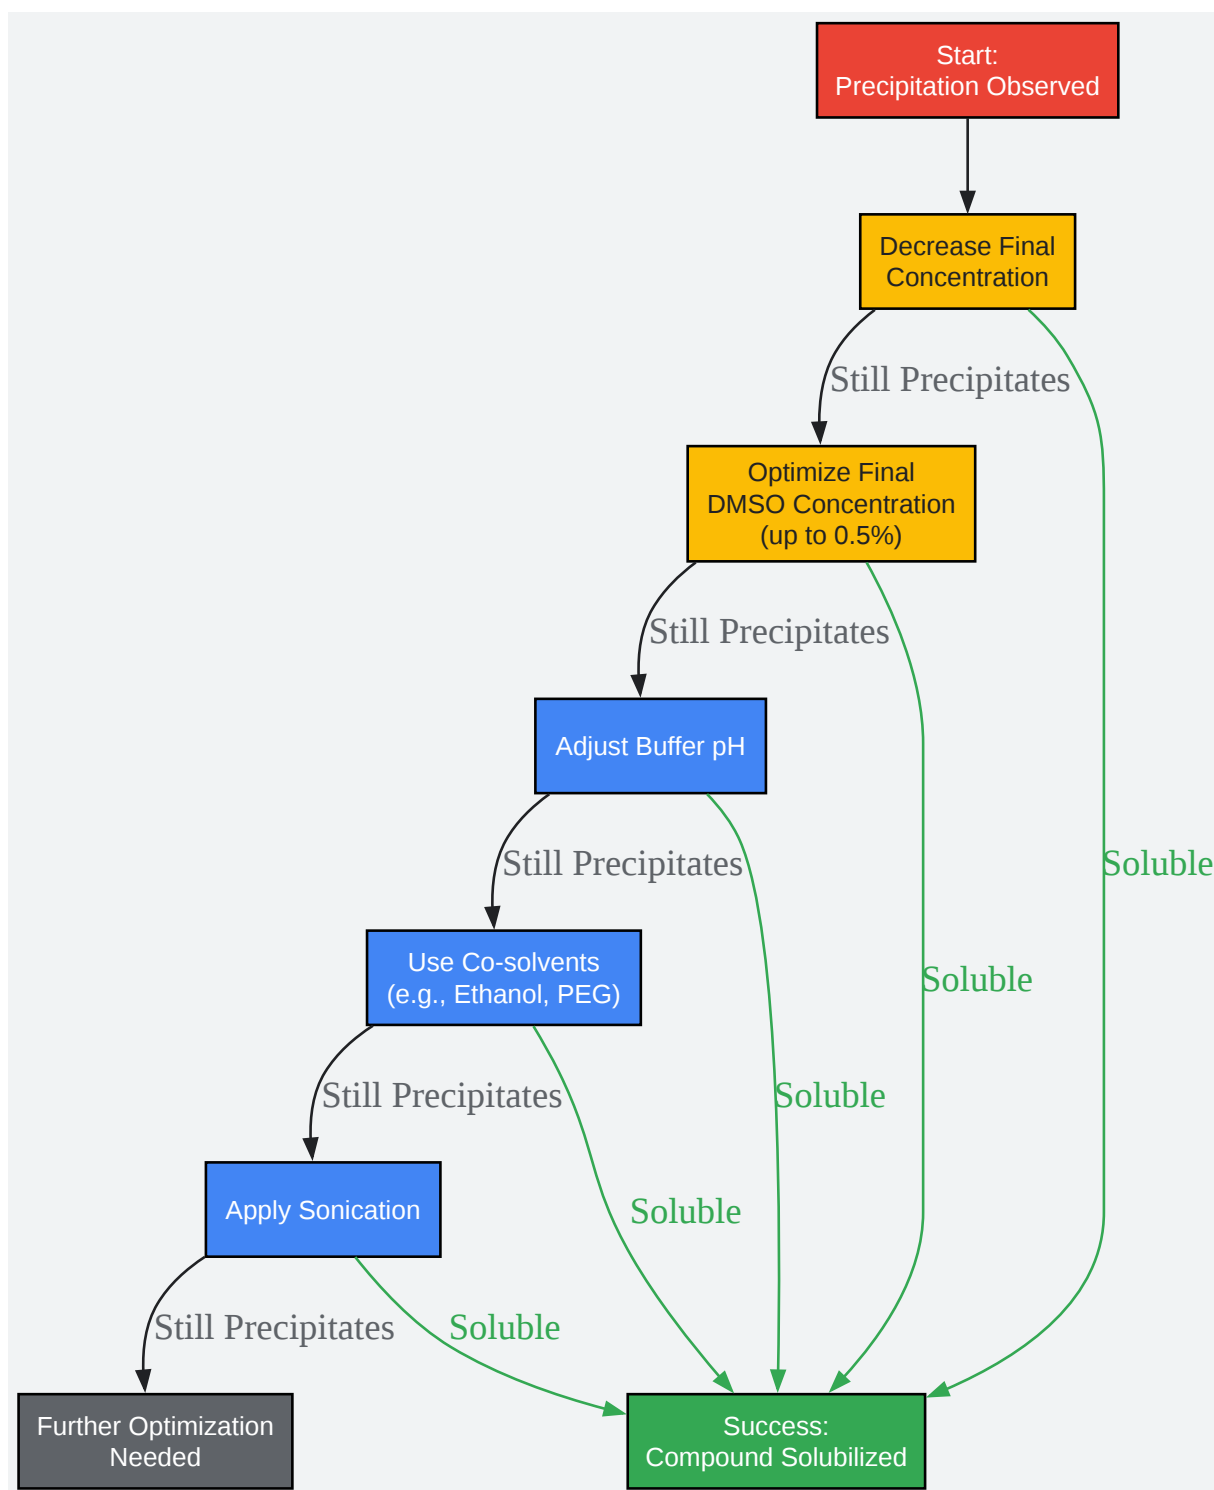 Start:
Precipitation Observed
Decrease Final
Concentration
Still Precipitates
Optimize Final
DMSO Concentration
(up to 0.5%)
Still Precipitates
Adjust Buffer pH
Still Precipitates
Soluble
Use Co-solvents
(e.g., Ethanol, PEG)
Soluble
Still Precipitates
Soluble
Apply Sonication
Soluble
Still Precipitates
Soluble
Further Optimization
Needed
Success:
Compound Solubilized